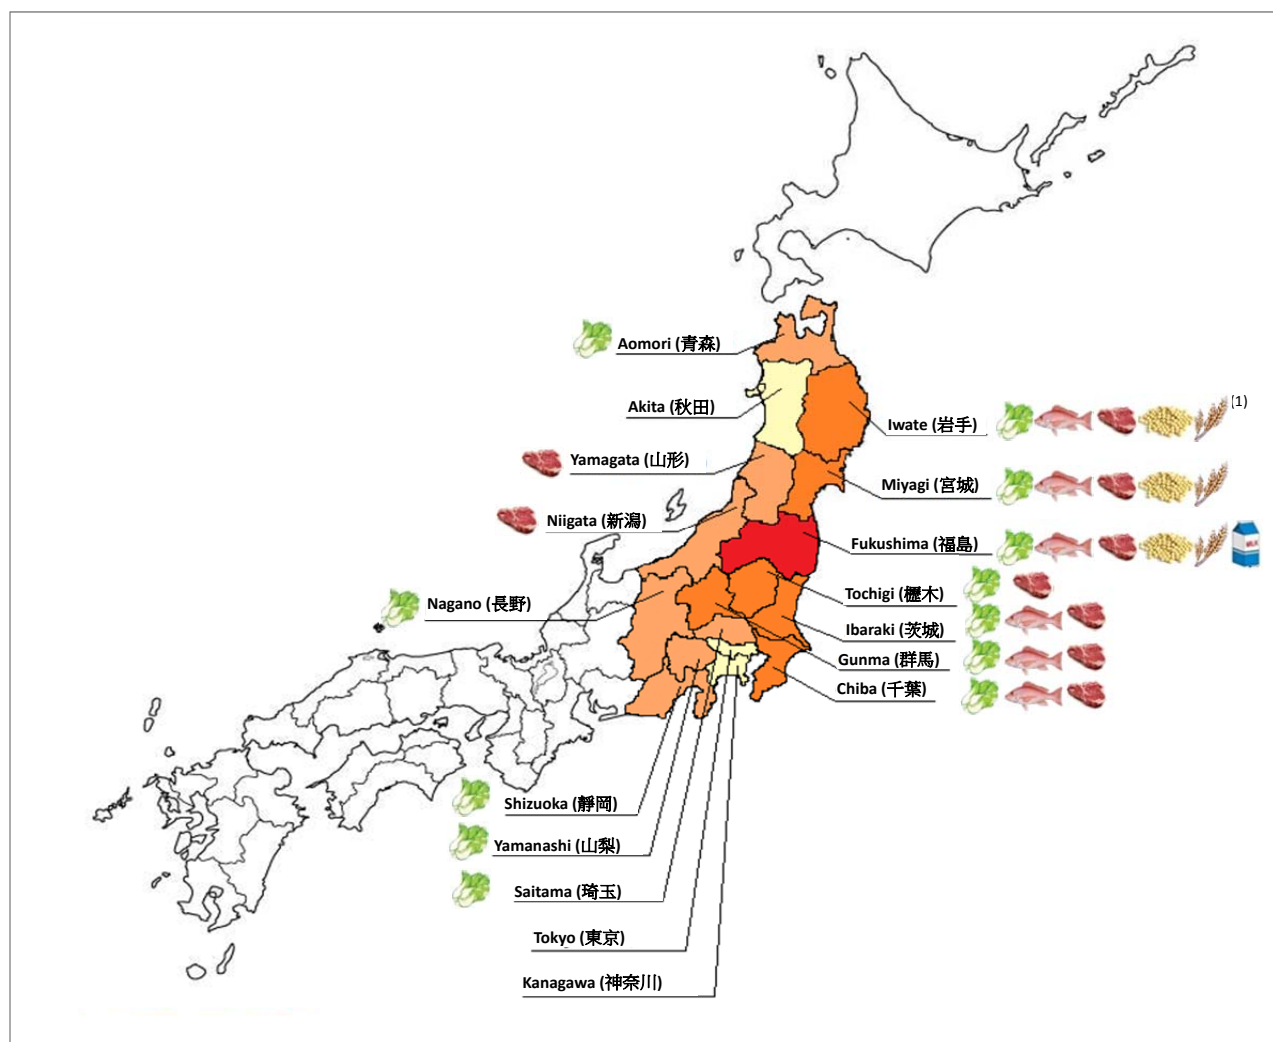 Aomori (青森)
Akita (秋田)
Iwate (岩手)
(1)
Yamagata (山形)
Miyagi (宮城)
Niigata (新潟)
Fukushima (福島)
MILK
Tochigi (櫪木)
Nagano (長野)
Ibaraki (茨城)
Gunma (群馬)
Chiba (千葉)
Shizuoka (靜岡)
Yamanashi (山梨)
Saitama (琦玉)
Tokyo (東京)
Kanagawa (神奈川)